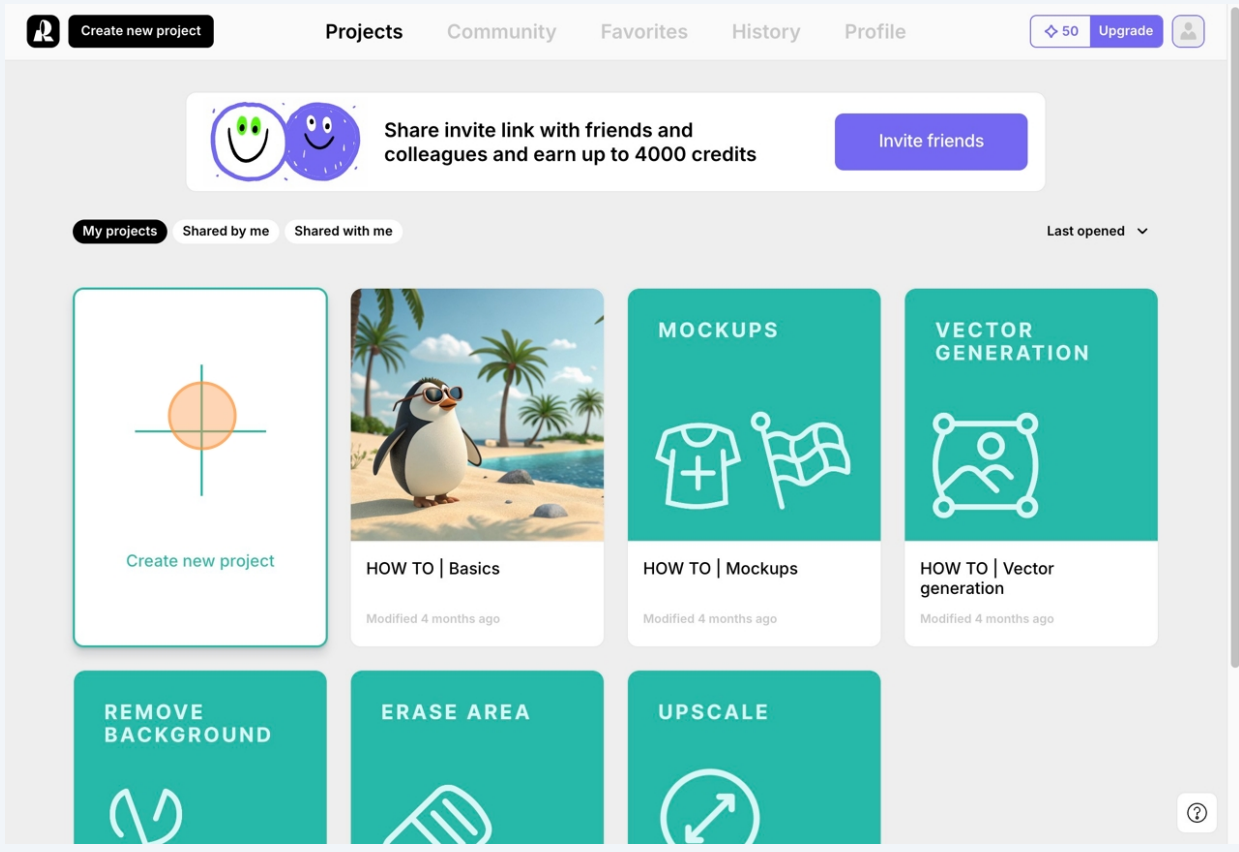 Create new project
Projects
Community
Favorites
History
Profile
50
Upgrade
Share invite link with friends and
colleagues and earn up to 4000 credits
Invite friends
My projects
Shared by me
Shared with me
Last opened
Create new project
HOW TO | Basics
Modified 4 months ago
MOCKUPS
HOW TO | Mockups
Modified 4 months ago
VECTOR
GENERATION
HOW TO | Vector
generation
Modified 4 months ago
REMOVE
BACKGROUND
ERASE AREA
UPSCALE
?